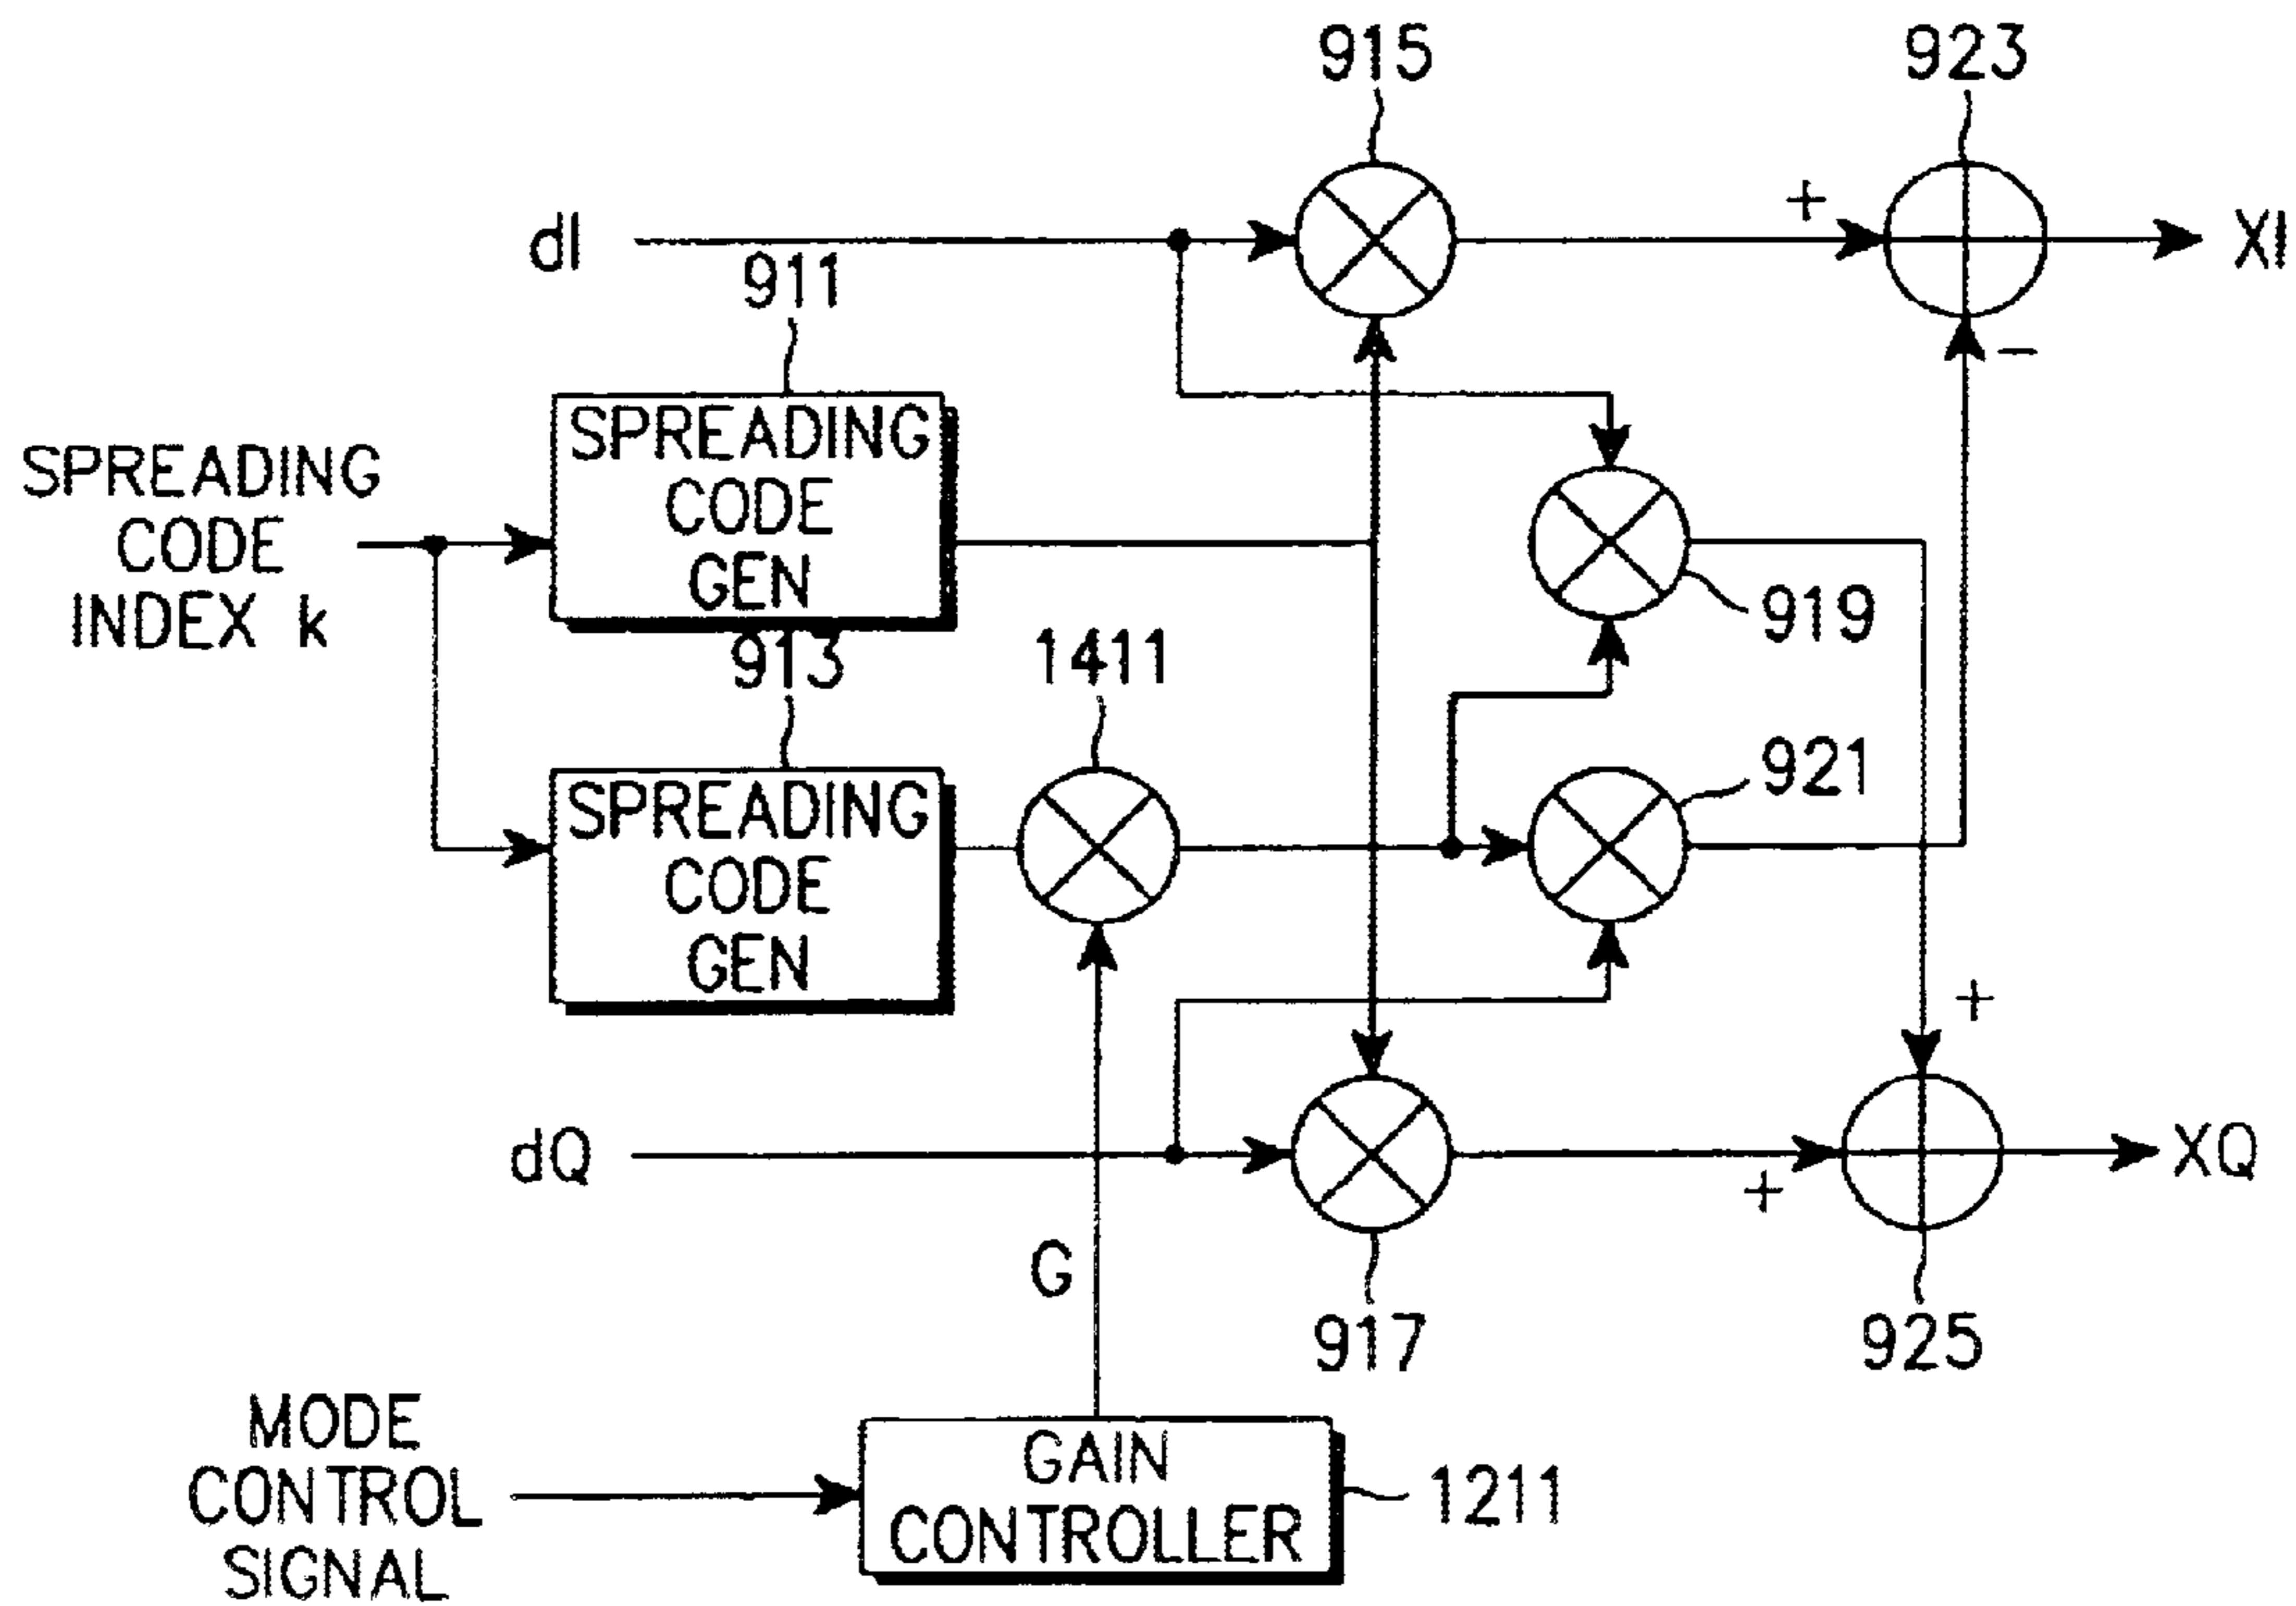 915
923
dI
+
XI
911
−
SPREADING
CODE
GEN
SPREADING
CODE
INDEX k
919
913
1411
921
SPREADING
CODE
GEN
+
dQ
XQ
+
G
917
925
MODE
CONTROL
SIGNAL
GAIN
CONTROLLER
1211